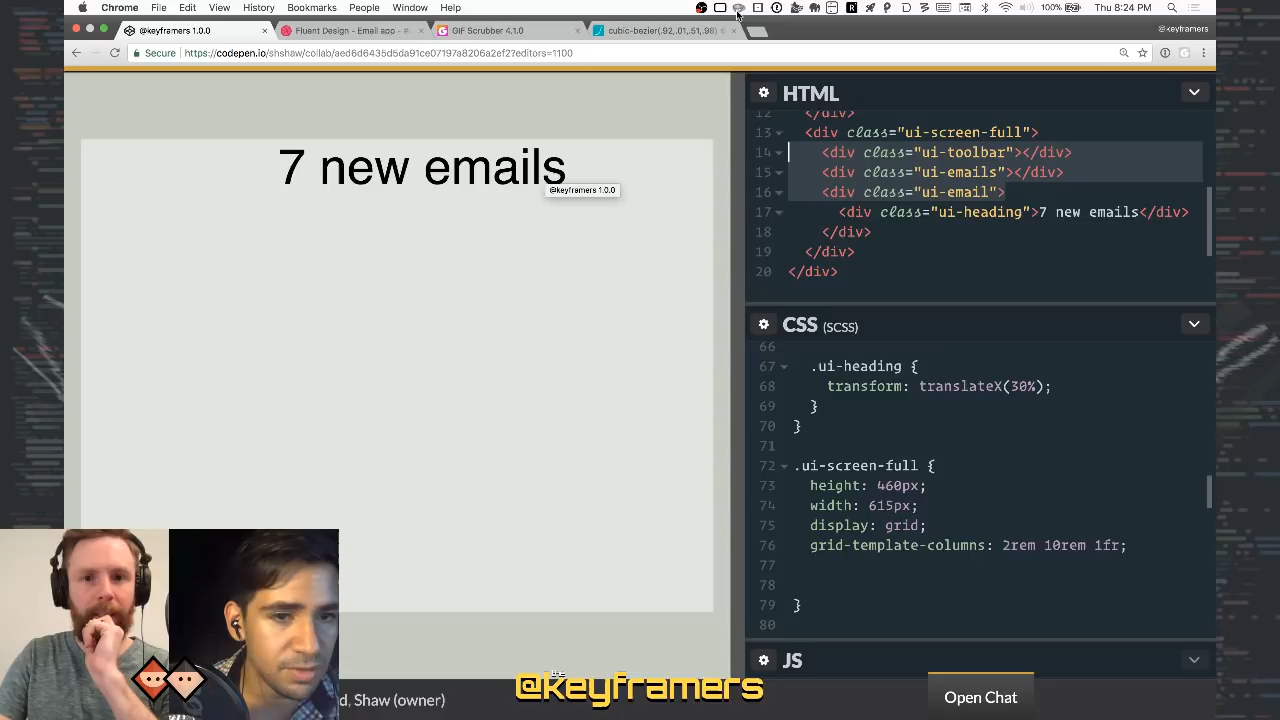 Chrome File Edit View History Bookmarks People Window Help 100% Thu 8:24 PM
@keyframers 1.0.0 × Fluent Design - Email app - # × GIF Scrubber 4.1.0 × cubic-bezier(.92,.01,.51,.98) × @keyframers
Secure https://codepen.io/shshaw/collab/aed6d6435d5da91ce07197a8206a2ef2?editores=1100
7 new emails
@keyframers 1.0.0
HTML
12 </div>
13 <div class="ui-screen-full">
14 <div class="ui-toolbar"></div>
15 <div class="ui-emails"></div>
16 <div class="ui-email">
17 <div class="ui-heading">7 new emails</div>
18 </div>
19 </div>
20 </div>
CSS (SCSS)
66
67 .ui-heading {
68 transform: translateX(30%);
69 }
70 }
71
72 .ui-screen-full {
73 height: 460px;
74 width: 615px;
75 display: grid;
76 grid-template-columns: 2rem 10rem 1fr;
77
78
79 }
80
JS
@keyframers
d, Shaw (owner)
Open Chat